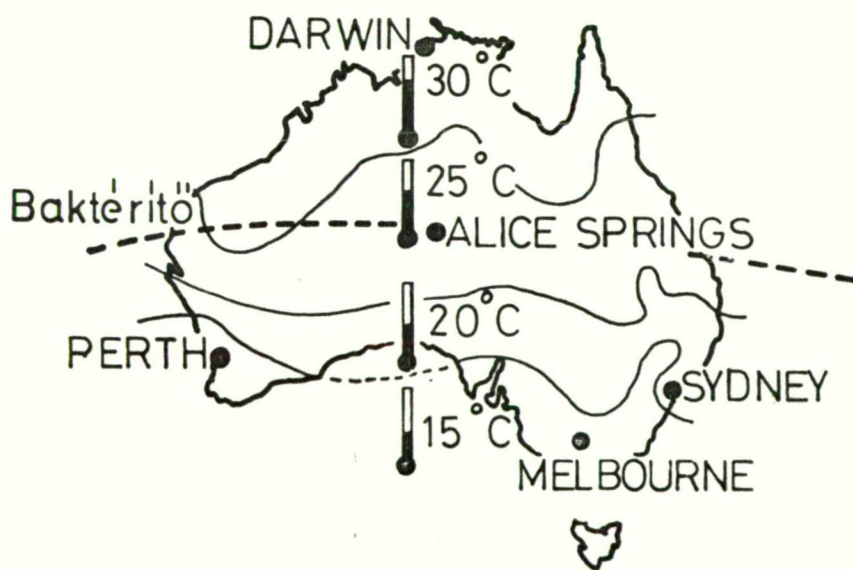 DARWIN
30°C
25°C
Baktérítő
ALICE SPRINGS
20°C
PERTH
SYDNEY
15°C
MELBOURNE